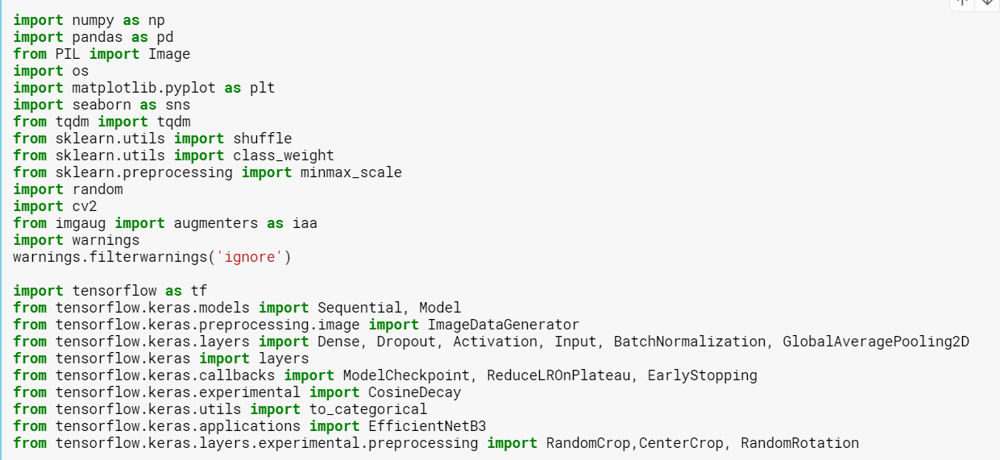 import numpy as np
import pandas as pd
from PIL import Image
import os
import matplotlib.pyplot as plt
import seaborn as sns
from tqdm import tqdm
from sklearn.utils import shuffle
from sklearn.utils import class_weight
from sklearn.preprocessing import minmax_scale
import random
import cv2
from imgaug import augmenters as iaa
import warnings
warnings.filterwarnings('ignore')

import tensorflow as tf
from tensorflow.keras.models import Sequential, Model
from tensorflow.keras.preprocessing.image import ImageDataGenerator
from tensorflow.keras.layers import Dense, Dropout, Activation, Input, BatchNormalization, GlobalAveragePooling2D
from tensorflow.keras import layers
from tensorflow.keras.callbacks import ModelCheckpoint, ReduceLROnPlateau, EarlyStopping
from tensorflow.keras.experimental import CosineDecay
from tensorflow.keras.utils import to_categorical
from tensorflow.keras.applications import EfficientNetB3
from tensorflow.keras.layers.experimental.preprocessing import RandomCrop,CenterCrop, RandomRotation